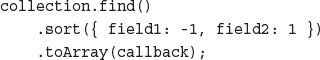 collection.find()
    .sort({ field1: -1, field2: 1 })
    .toArray(callback);